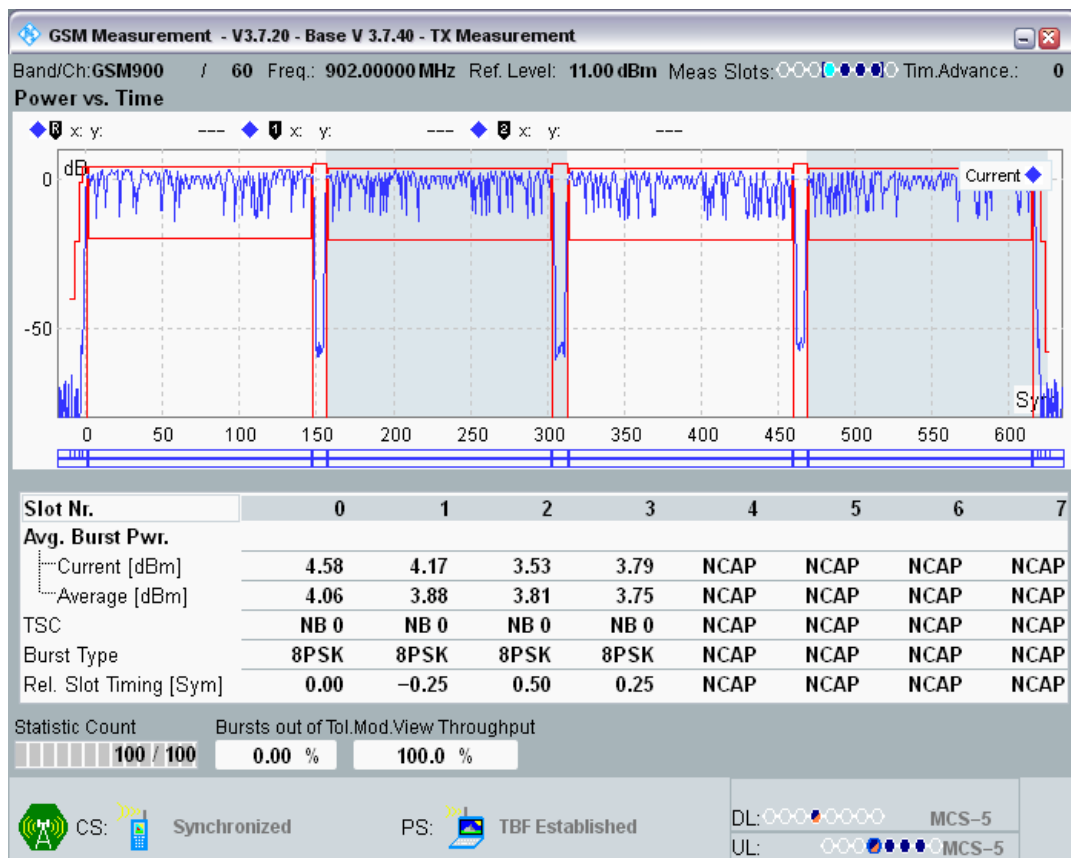 GSM Measurement - V3.7.20 - Base V 3.7.40 - TX Measurement
Band/Ch:GSM900 / 60 Freq.: 902.00000 MHz Ref. Level: 11.00 dBm Meas Slots: Tim.Advance.: 0
Power vs. Time
R x: y: --- 1 x: y: --- 2 x: y: ---
dB
Current
0
-50
Sy
0 50 100 150 200 250 300 350 400 450 500 550 600
Slot Nr. 0 1 2 3 4 5 6 7
Avg. Burst Pwr.
Current [dBm] 4.58 4.17 3.53 3.79 NCAP NCAP NCAP NCAP
Average [dBm] 4.06 3.88 3.81 3.75 NCAP NCAP NCAP NCAP
TSC NB 0 NB 0 NB 0 NB 0 NCAP NCAP NCAP NCAP
Burst Type 8PSK 8PSK 8PSK 8PSK NCAP NCAP NCAP NCAP
Rel. Slot Timing [Sym] 0.00 −0.25 0.50 0.25 NCAP NCAP NCAP NCAP
Statistic Count Bursts out of Tol.Mod.View Throughput
100 / 100 0.00 % 100.0 %
DL: MCS−5
CS: Synchronized PS: TBF Established
UL: MCS−5